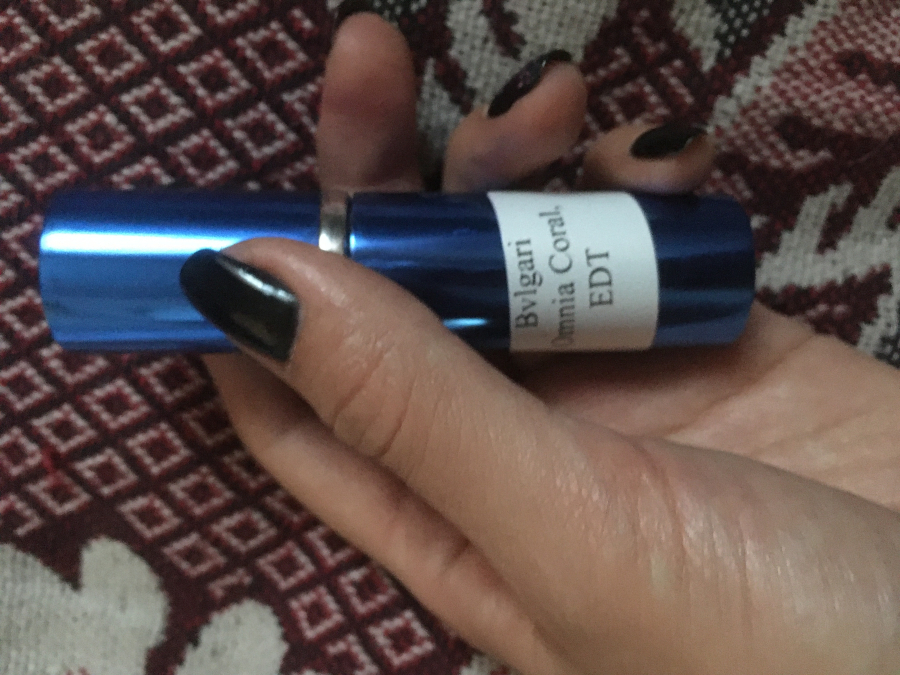 Bvlgari
Omnia Coral,
EDT